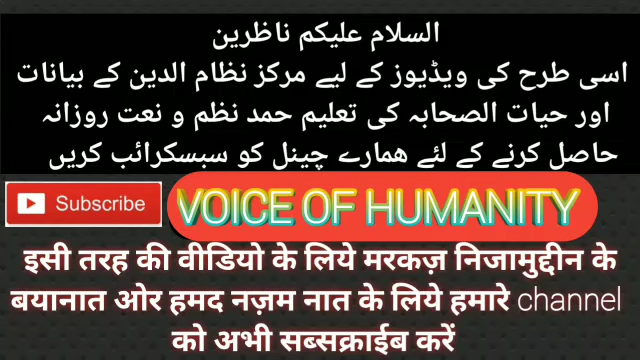 السلام علیکم ناظرین
اسی طرح کی ویڈیوز کے لیے مرکز نظام الدین کے بیانات
اور حیات الصحابہ کی تعلیم حمد نظم و نعت روزانہ
حاصل کرنے کے لئے ھمارے چینل کو سبسکرائب کریں
Subscribe
VOICE OF HUMANITY
इसी तरह की वीडियो के लिये मरकज़ निजामुद्दीन के
बयानात ओर हमद नज़म नात के लिये हमारे channel
को अभी सब्सक्राईब करें